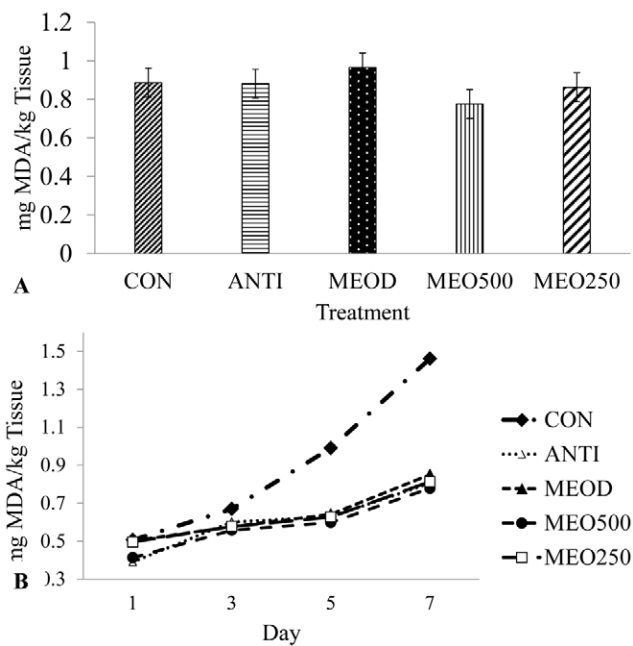 1.2
1
0.8
0.6
0.4
0.2
0
mg MDA/kg Tissue
CON ANTI MEOD MEO500 MEO250
A
Treatment
1.5
1.3
1.1
0.9
0.7
0.5
0.3
mg MDA/kg Tissue
B
1 3 5 7
Day
CON
ANTI
MEOD
MEO500
MEO250